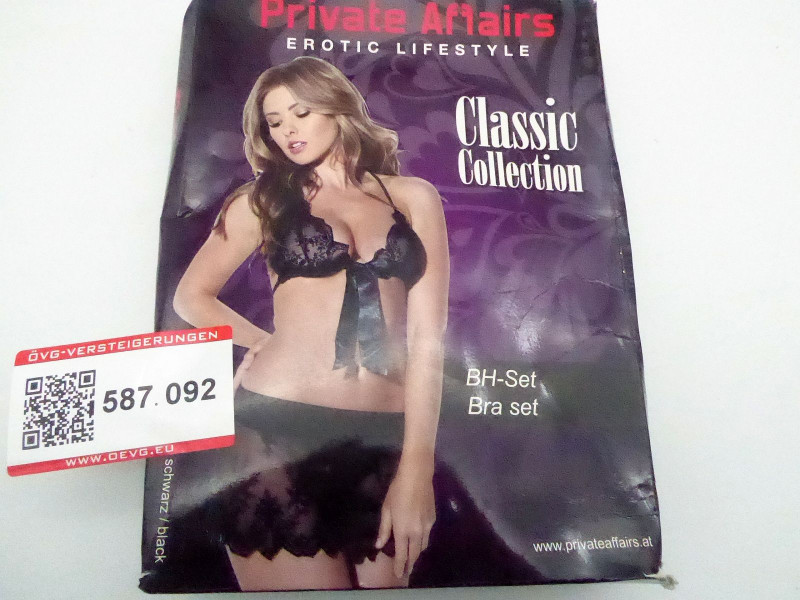 Private Affairs
EROTIC LIFESTYLE
Classic
Collection
ÖVG-VERSTEIGERUNGEN
587. 092
WWW.OEVG.EU
BH-Set
Bra set
schwarz / black
www.privateaffairs.at